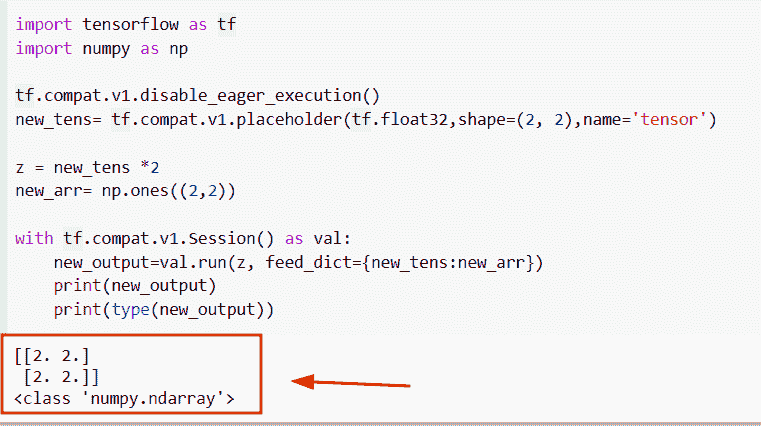 import tensorflow as tf
import numpy as np
tf.compat.v1.disable_eager_execution()
new_tens= tf.compat.v1.placeholder(tf.float32,shape=(2, 2),name='tensor')
z = new_tens *2
new_arr= np.ones((2,2))
with tf.compat.v1.Session() as val:
    new_output=val.run(z, feed_dict={new_tens:new_arr})
    print(new_output)
    print(type(new_output))
[[2. 2.]
 [2. 2.]]
<class 'numpy.ndarray'>